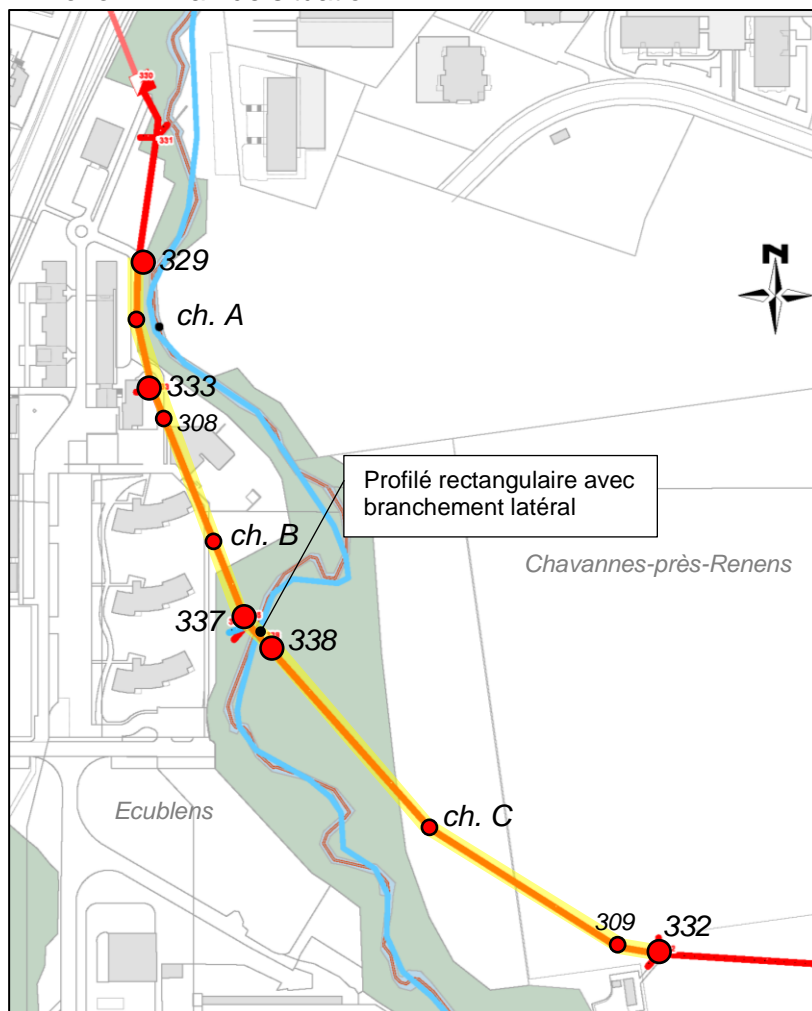 330
331
N
329
ch. A
333
308
Profilé rectangulaire avec
branchement latéral
ch. B
Chavannes-près-Renens
337
338
Ecublens
ch. C
309
332